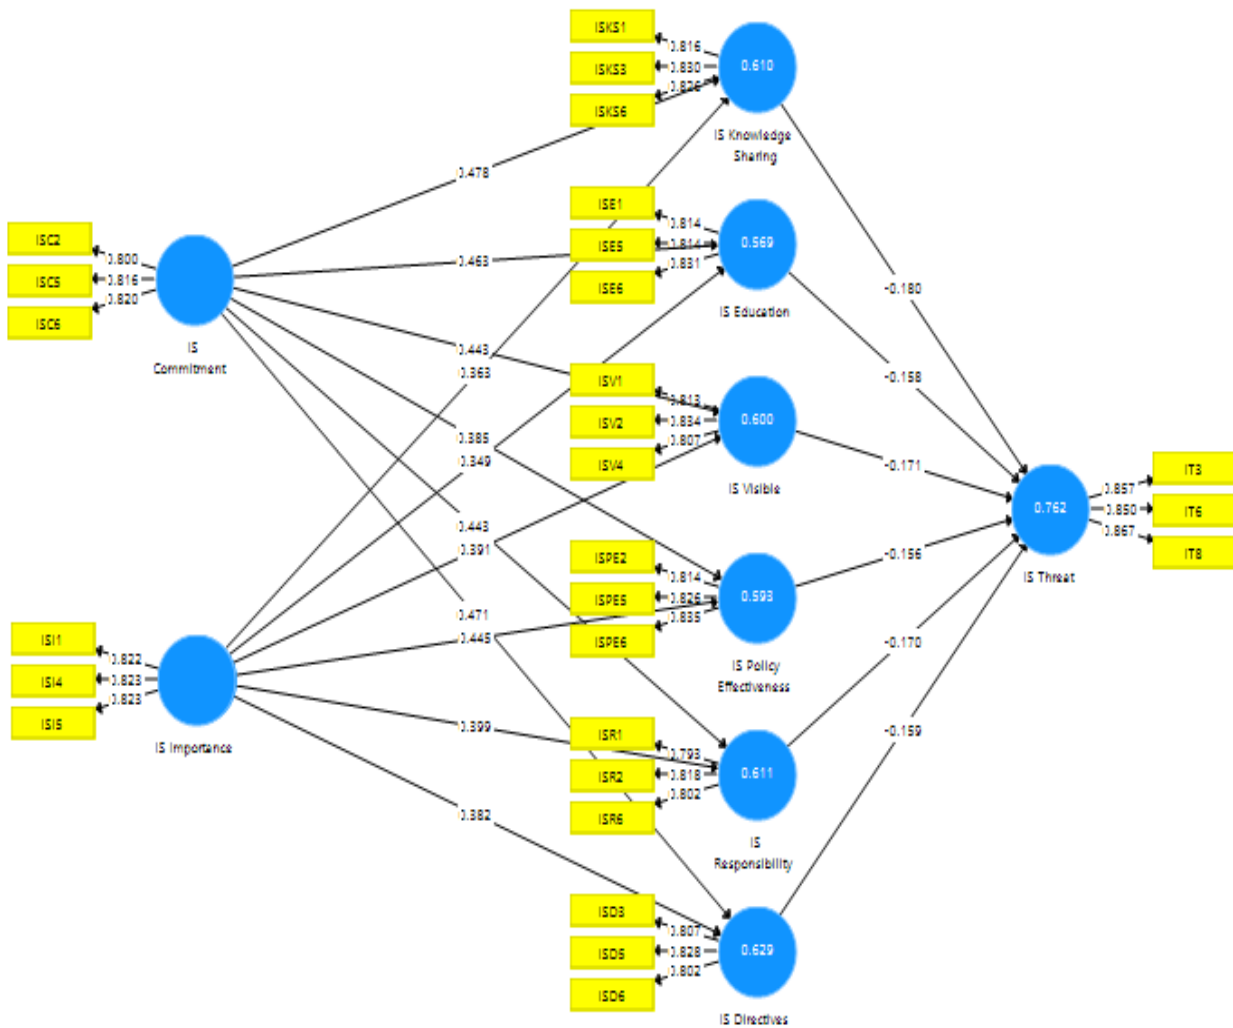 ISKS1
0.816
0.610
ISKS3
0.830
0.826
ISKS6
IS Knowledge
Sharing
0.478
ISE1
0.814
ISC2
ISE5
0.814
0.569
0.800
0.463
0.831
ISC5
0.816
ISE6
-0.180
0.820
IS Education
ISC6
IS
Commitment
0.443
0.363
ISV1
-0.158
0.813
ISV2
0.834
0.600
0.385
0.807
0.349
ISV4
-0.171
IT3
IS Visible
0.857
0.762
0.850
IT6
0.443
0.867
0.391
ISPE2
-0.156
IT8
0.814
IS Threat
ISPE5
0.826
0.593
0.471
0.835
ISI1
0.445
ISPE6
-0.170
0.822
IS Policy
Effectiveness
ISI4
0.823
0.823
ISI5
0.399
ISR1
-0.159
IS Importance
0.793
ISR2
0.818
0.611
0.802
0.382
ISR6
IS
Responsibility
ISD3
0.807
ISD5
0.828
0.629
0.802
ISD6
IS Directives